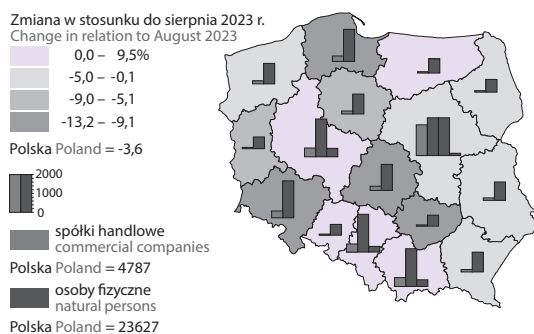 Zmiana w stosunku do sierpnia 2023 r.
Change in relation to August 2023
0,0 – 9,5%
-5,0 – -0,1
-9,0 – -5,1
-13,2 – -9,1
Polska Poland = -3,6
2000
1000
0
spółki handlowe
commercial companies
Polska Poland = 4787
osoby fizyczne
natural persons
Polska Poland = 23627